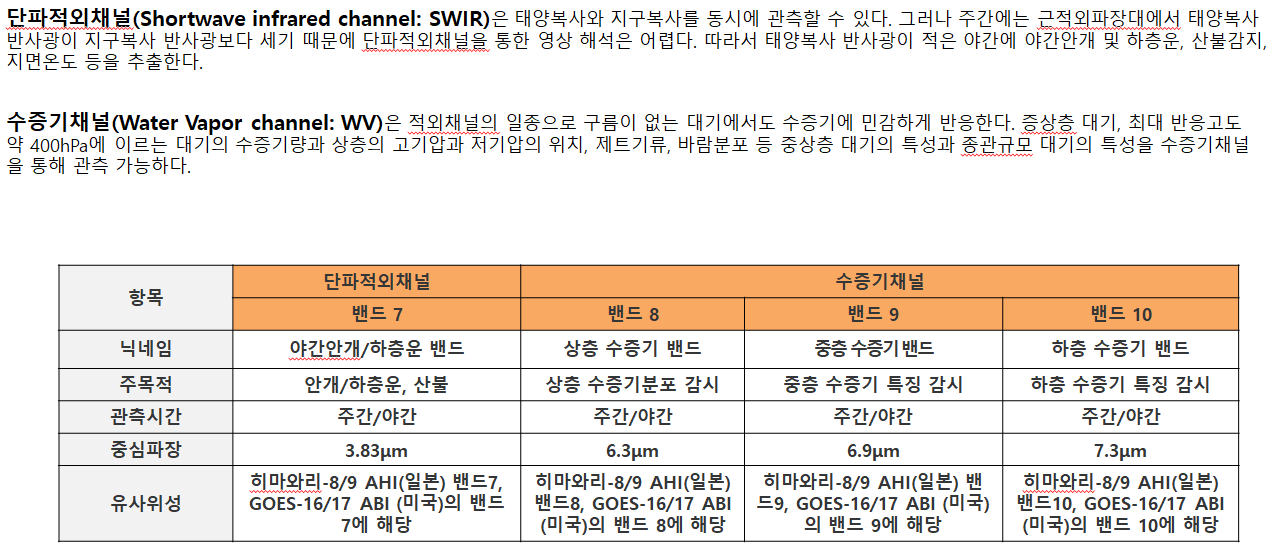 단파적외채널(Shortwave infrared channel: SWIR)은 태양복사와 지구복사를 동시에 관측할 수 있다. 그러나 주간에는 근적외파장대에서 태양복사
반사광이 지구복사 반사광보다 세기 때문에 단파적외채널을 통한 영상 해석은 어렵다. 따라서 태양복사 반사광이 적은 야간에 야간안개 및 하층운, 산불감지,
지면온도 등을 추출한다.
수증기채널(Water Vapor channel: WV)은 적외채널의 일종으로 구름이 없는 대기에서도 수증기에 민감하게 반응한다. 증상층 대기, 최대 반응고도
약 400hPa에 이르는 대기의 수증기량과 상층의 고기압과 저기압의 위치, 제트기류, 바람분포 등 중상층 대기의 특성과 종관규모 대기의 특성을 수증기채널
을 통해 관측 가능하다.
항목 단파적외채널 수증기채널
밴드 7 밴드 8 밴드 9 밴드 10
닉네임 야간안개/하층운 밴드 상층 수증기 밴드 중층 수증기 밴드 하층 수증기 밴드
주목적 안개/하층운, 산불 상층 수증기분포 감시 중층 수증기 특징 감시 하층 수증기 특징 감시
관측시간 주간/야간 주간/야간 주간/야간 주간/야간
중심파장 3.83μm 6.3μm 6.9μm 7.3μm
유사위성
히마와리-8/9 AHI(일본) 밴드7,
GOES-16/17 ABI (미국)의 밴드
7에 해당
히마와리-8/9 AHI(일본)
밴드8, GOES-16/17 ABI
(미국)의 밴드 8에 해당
히마와리-8/9 AHI(일본) 밴
드9, GOES-16/17 ABI (미국)
의 밴드 9에 해당
히마와리-8/9 AHI(일본)
밴드10, GOES-16/17 ABI
(미국)의 밴드 10에 해당